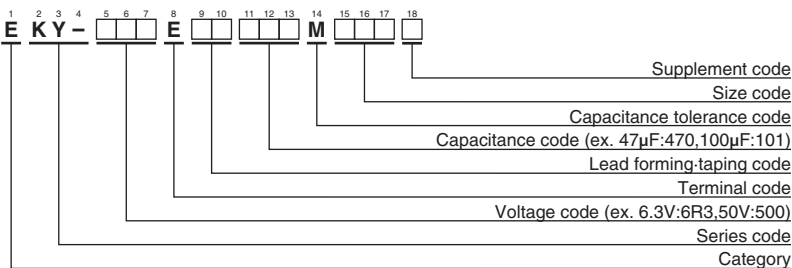 1 2 3 4 5 6 7 8 9 10 11 12 13 14 15 16 17 18
E K Y – □□□ E □□ □□□ M □□□ □
Supplement code
Size code
Capacitance tolerance code
Capacitance code (ex. 47μF:470,100μF:101)
Lead forming·taping code
Terminal code
Voltage code (ex. 6.3V:6R3,50V:500)
Series code
Category